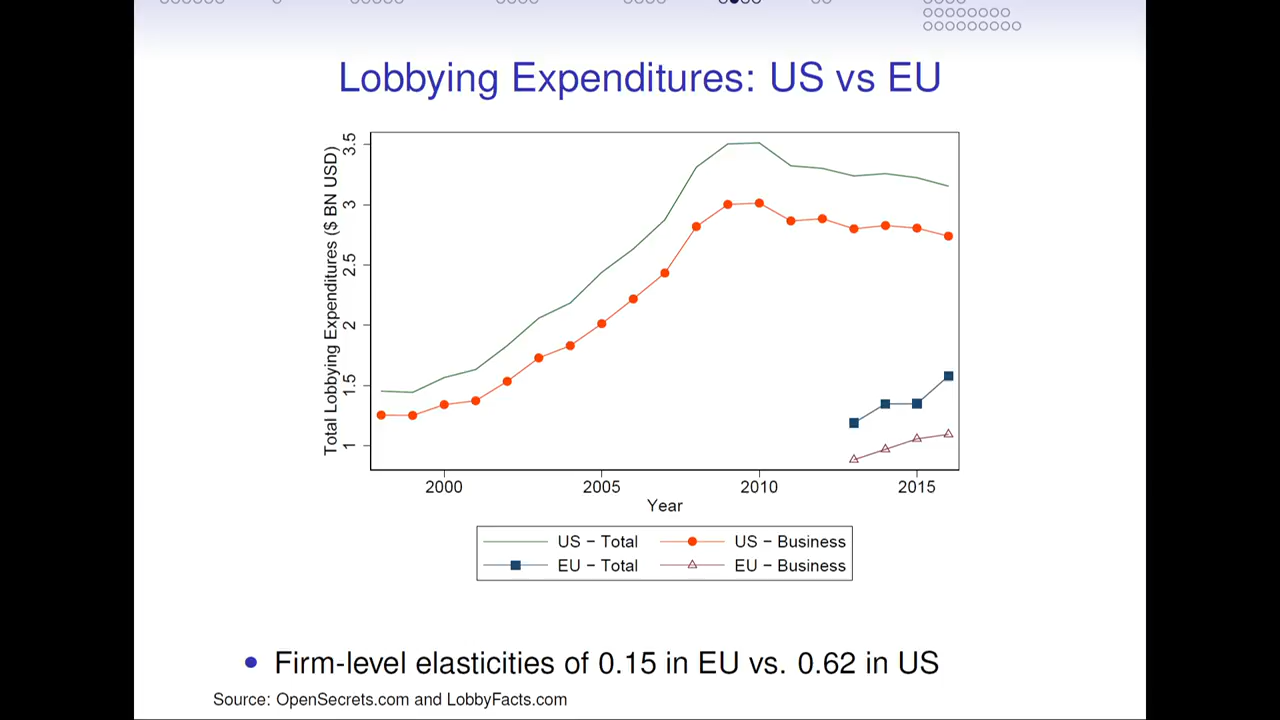 Lobbying Expenditures: US vs EU
Total Lobbying Expenditures ($ BN USD)
3.5
3
2.5
2
1.5
1
2000 2005 2010 2015
Year
US − Total US − Business
EU − Total EU − Business
Firm-level elasticities of 0.15 in EU vs. 0.62 in US
Source: OpenSecrets.com and LobbyFacts.com